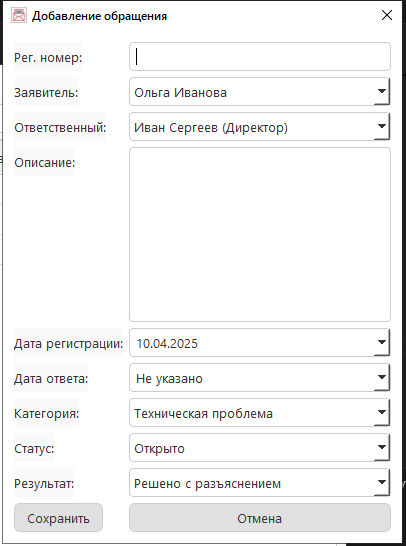 Добавление обращения
Рег. номер:
Заявитель: Ольга Иванова
Ответственный: Иван Сергеев (Директор)
Описание:
Дата регистрации: 10.04.2025
Дата ответа: Не указано
Категория: Техническая проблема
Статус: Открыто
Результат: Решено с разъяснением
Сохранить Отмена